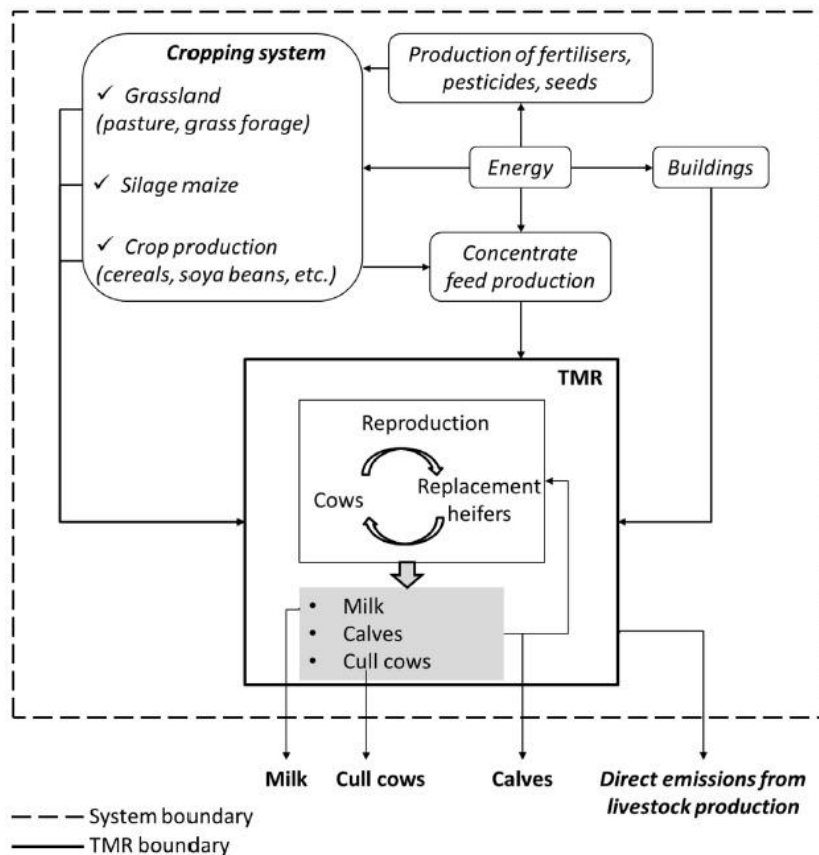 Cropping system
✓ Grassland
(pasture, grass forage)
✓ Silage maize
✓ Crop production
(cereals, soya beans, etc.)
Production of fertilisers,
pesticides, seeds
Energy
Buildings
Concentrate
feed production
TMR
Reproduction
Cows
Replacement
heifers
• Milk
• Calves
• Cull cows
Milk
Cull cows
Calves
Direct emissions from
livestock production
System boundary
TMR boundary